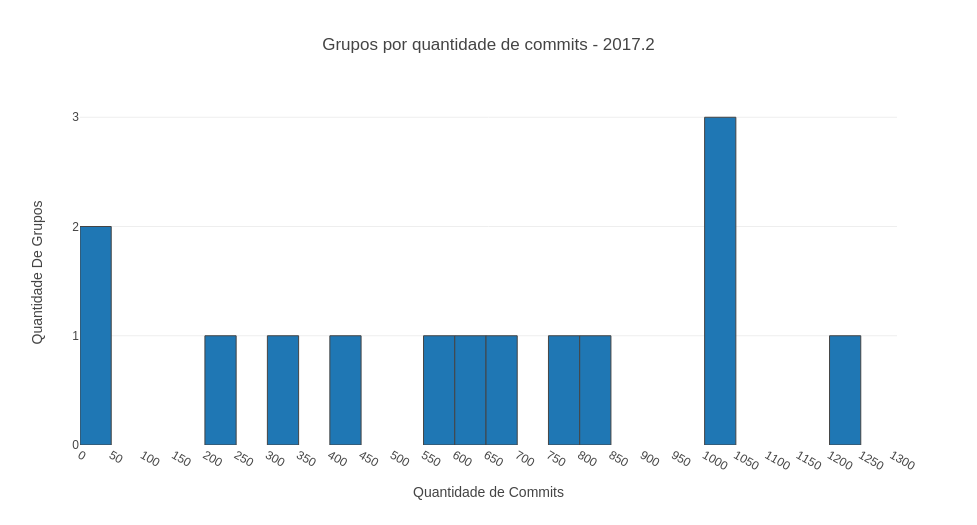 Grupos por quantidade de commits - 2017.2
3
2
1
0
Quantidade De Grupos
0 50 100 150 200 250 300 350 400 450 500 550 600 650 700 750 800 850 900 950 1000 1050 1100 1150 1200 1250 1300
Quantidade de Commits